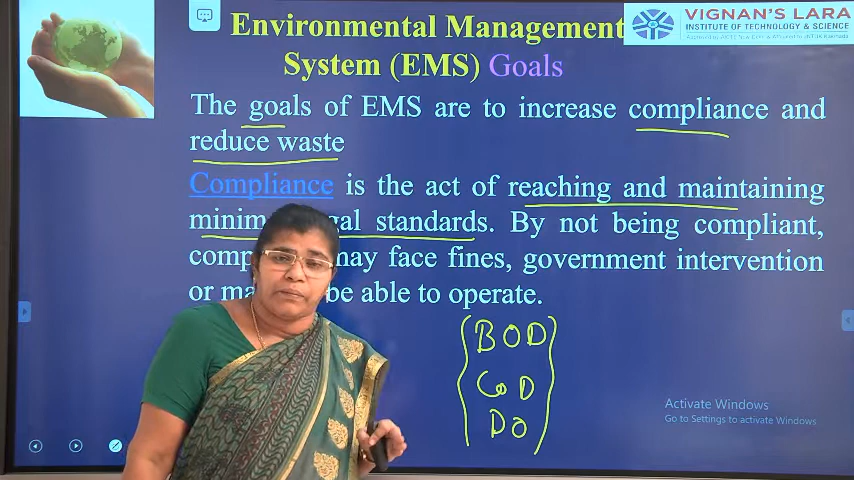 Environmental Management
System (EMS) Goals
VIGNAN'S LARA
INSTITUTE OF TECHNOLOGY & SCIENCE
The goals of EMS are to increase compliance and
reduce waste
Compliance is the act of reaching and maintaining
minim gal standards. By not being compliant,
comp may face fines, government intervention
or ma be able to operate.
BOD
COD
DO
Activate Windows
Go to Settings to activate Windows